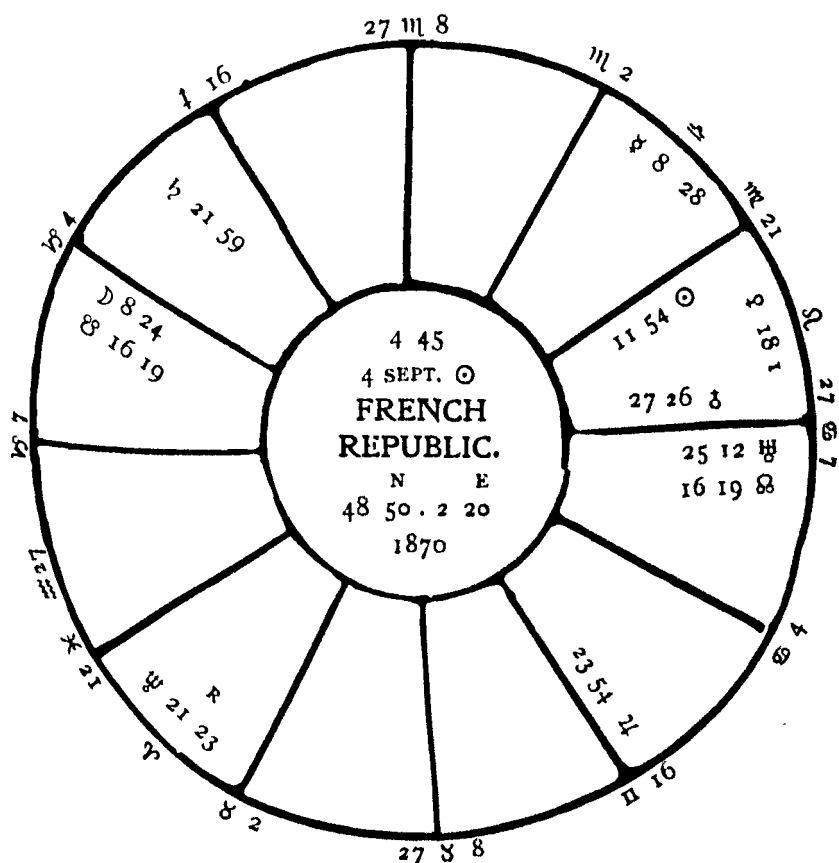 27 ♏ 8
♏ 2
♎
☿ 8 28
♍ 21
♌
♀ 18 1
11 54 ☉
27 26 ♂
27 ♋ 7
25 12 ♅
16 19 ☊
♋ 4
23 54 ♃
♊ 16
27 ♉ 8
♉ 2
♈
R
♆ 21 23
♓ 21
♒ 27
♑ 7
☽ 8 24
☋ 16 19
♑ 4
♄ 21 59
♐ 16
4 45
4 SEPT. ☉
FRENCH
REPUBLIC.
N E
48 50 . 2 20
1870